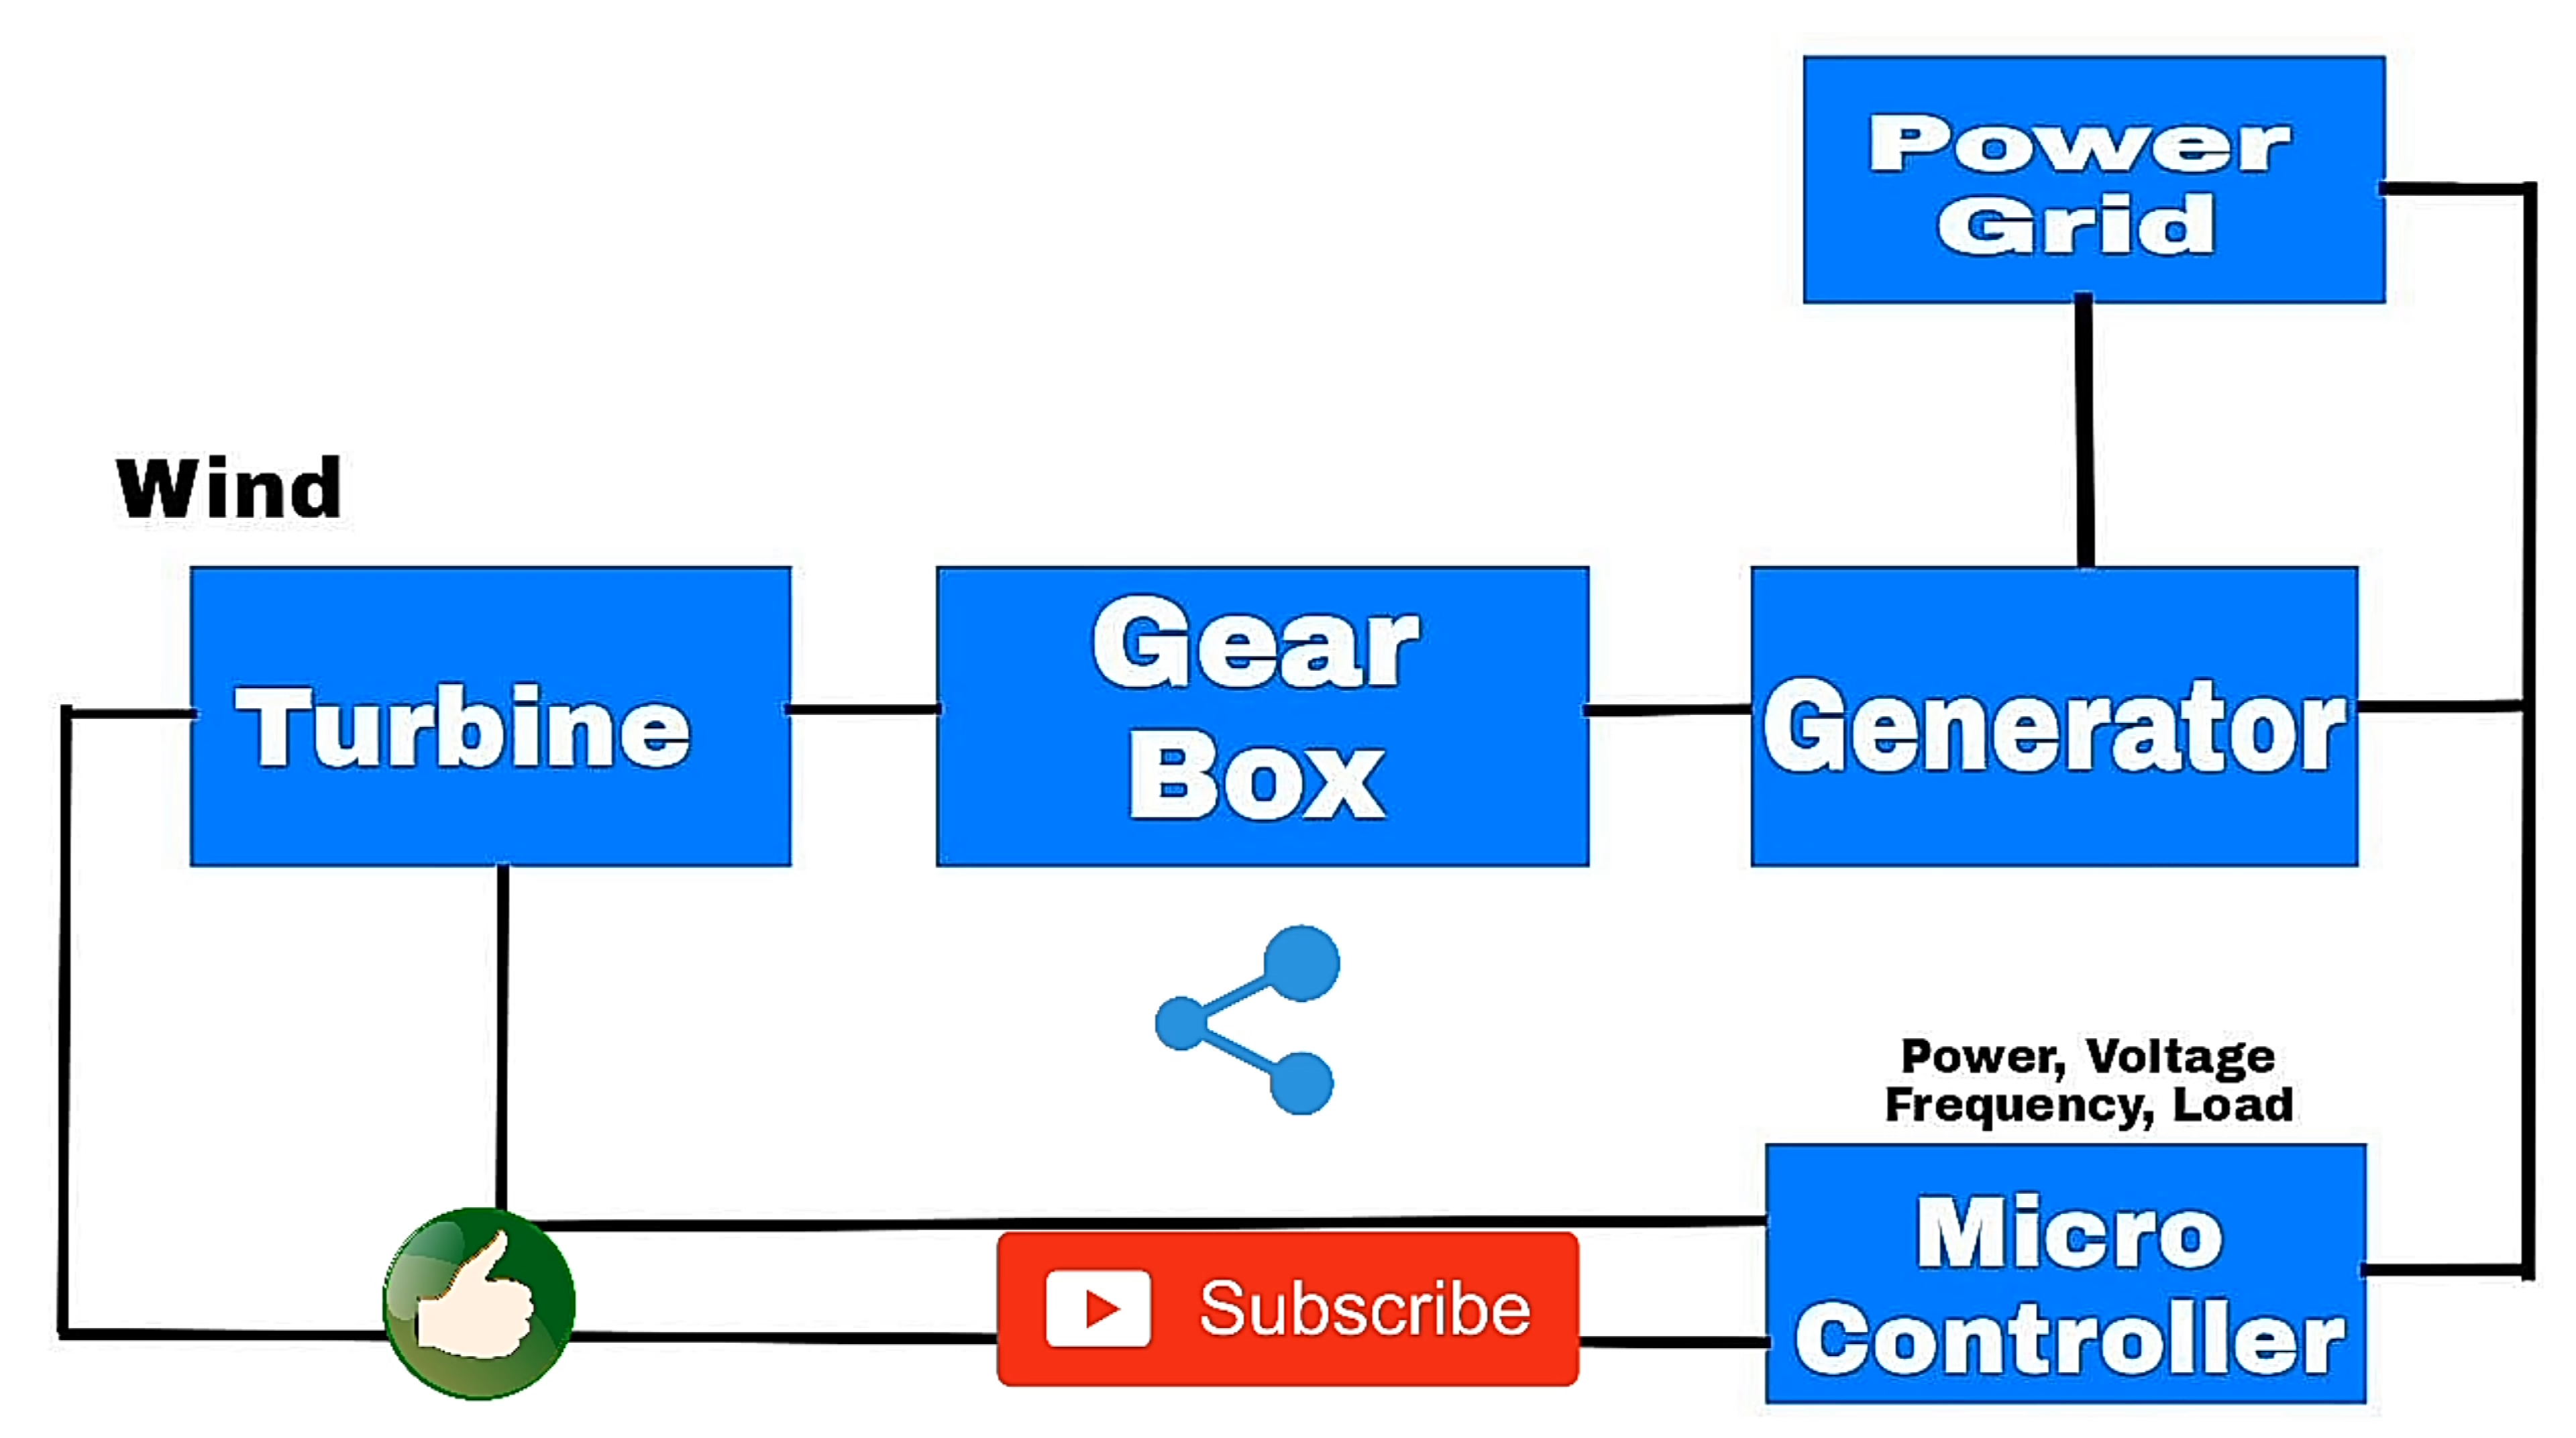 Power
Grid
Wind
Turbine
Gear
Box
Generator
Power, Voltage
Frequency, Load
Micro
Controller
Subscribe